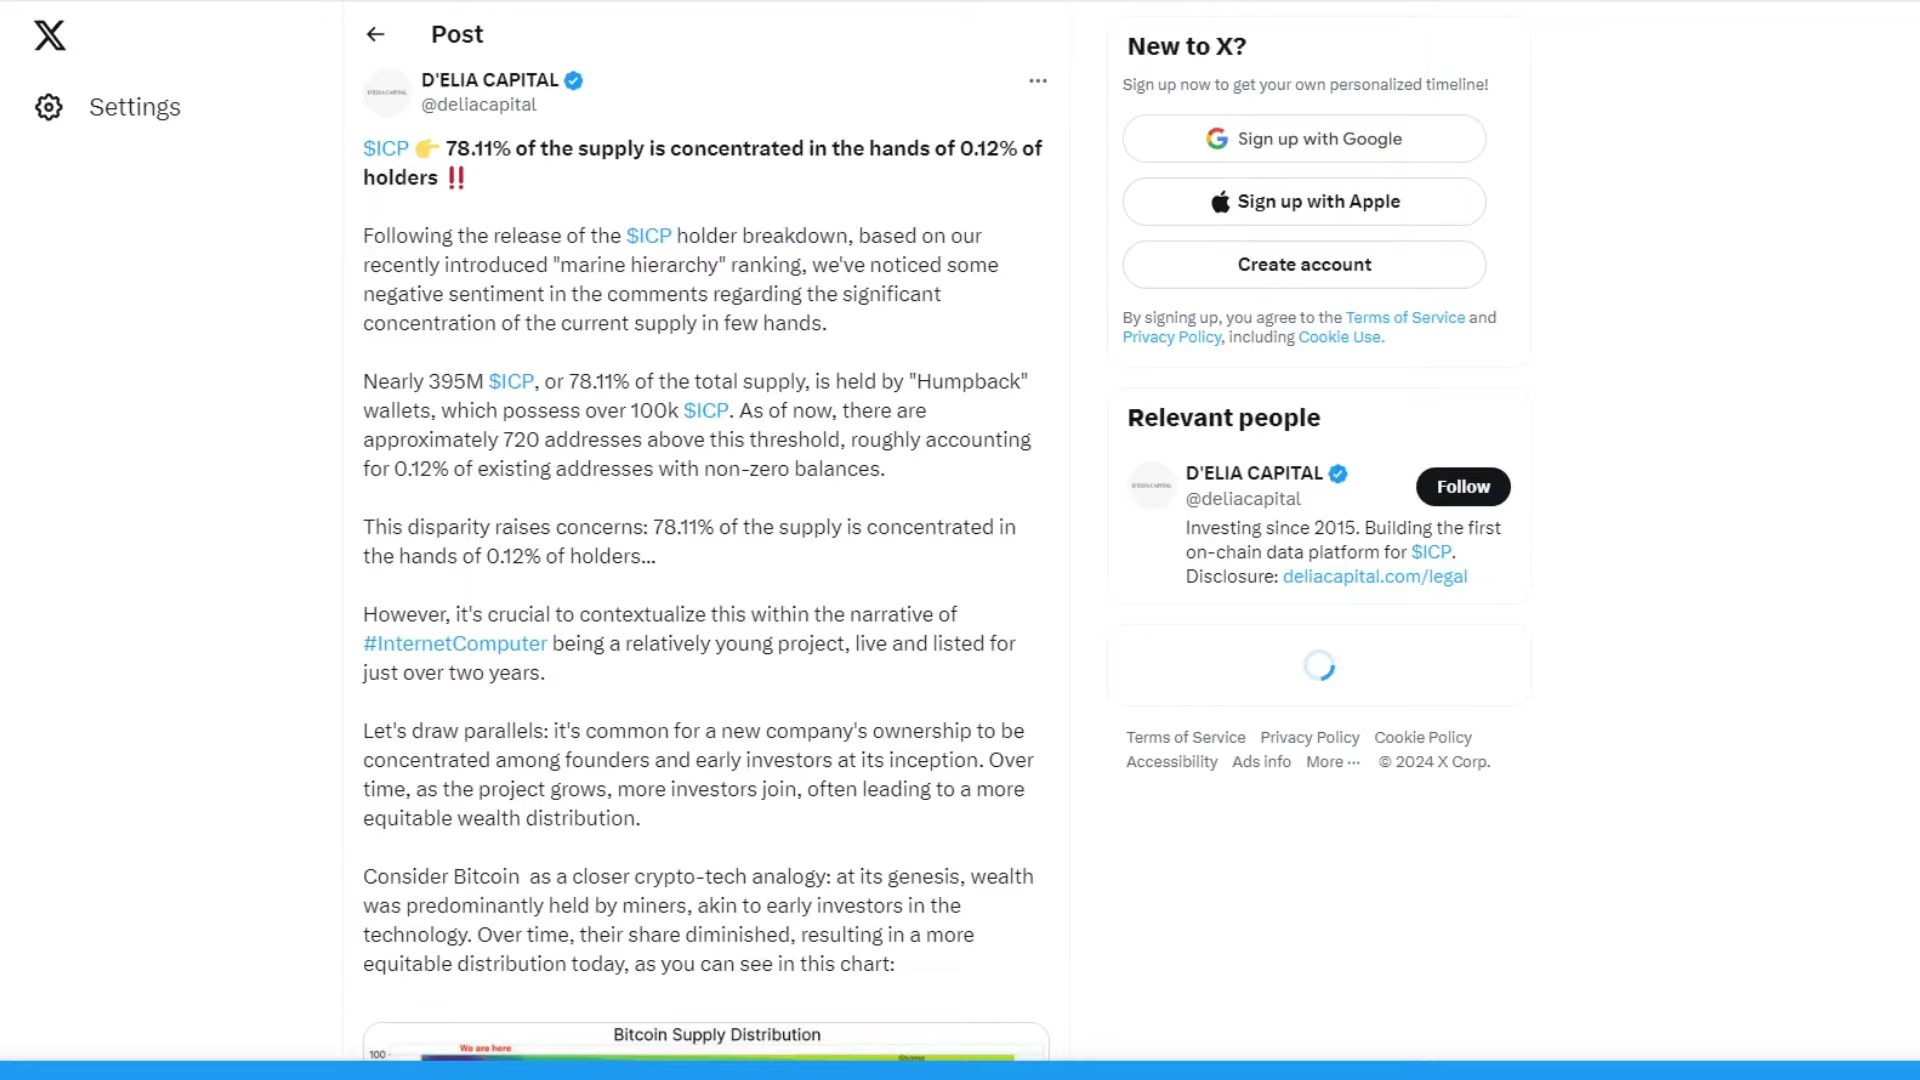 Settings
Post
D'ELIA CAPITAL
@deliacapital
$ICP 👉 78.11% of the supply is concentrated in the hands of 0.12% of
holders ‼️
Following the release of the $ICP holder breakdown, based on our
recently introduced "marine hierarchy" ranking, we've noticed some
negative sentiment in the comments regarding the significant
concentration of the current supply in few hands.
Nearly 395M $ICP, or 78.11% of the total supply, is held by "Humpback"
wallets, which possess over 100k $ICP. As of now, there are
approximately 720 addresses above this threshold, roughly accounting
for 0.12% of existing addresses with non-zero balances.
This disparity raises concerns: 78.11% of the supply is concentrated in
the hands of 0.12% of holders...
However, it's crucial to contextualize this within the narrative of
#InternetComputer being a relatively young project, live and listed for
just over two years.
Let's draw parallels: it's common for a new company's ownership to be
concentrated among founders and early investors at its inception. Over
time, as the project grows, more investors join, often leading to a more
equitable wealth distribution.
Consider Bitcoin as a closer crypto-tech analogy: at its genesis, wealth
was predominantly held by miners, akin to early investors in the
technology. Over time, their share diminished, resulting in a more
equitable distribution today, as you can see in this chart:
Bitcoin Supply Distribution
We are here
100
New to X?
Sign up now to get your own personalized timeline!
Sign up with Google
Sign up with Apple
Create account
By signing up, you agree to the Terms of Service and
Privacy Policy, including Cookie Use.
Relevant people
D'ELIA CAPITAL
@deliacapital
Follow
Investing since 2015. Building the first
on-chain data platform for $ICP.
Disclosure: deliacapital.com/legal
Terms of Service Privacy Policy Cookie Policy
Accessibility Ads info More ··· © 2024 X Corp.